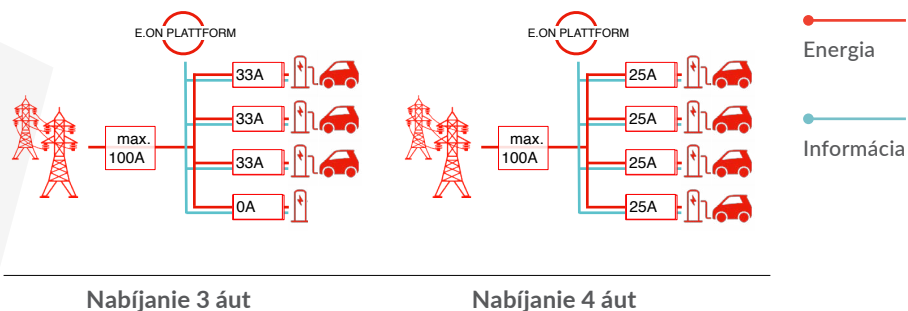 E.ON PLATTFORM
33A
33A
max.
100A
33A
0A
Nabíjanie 3 áut
E.ON PLATTFORM
25A
25A
max.
100A
25A
25A
Nabíjanie 4 áut
Energia
Informácia